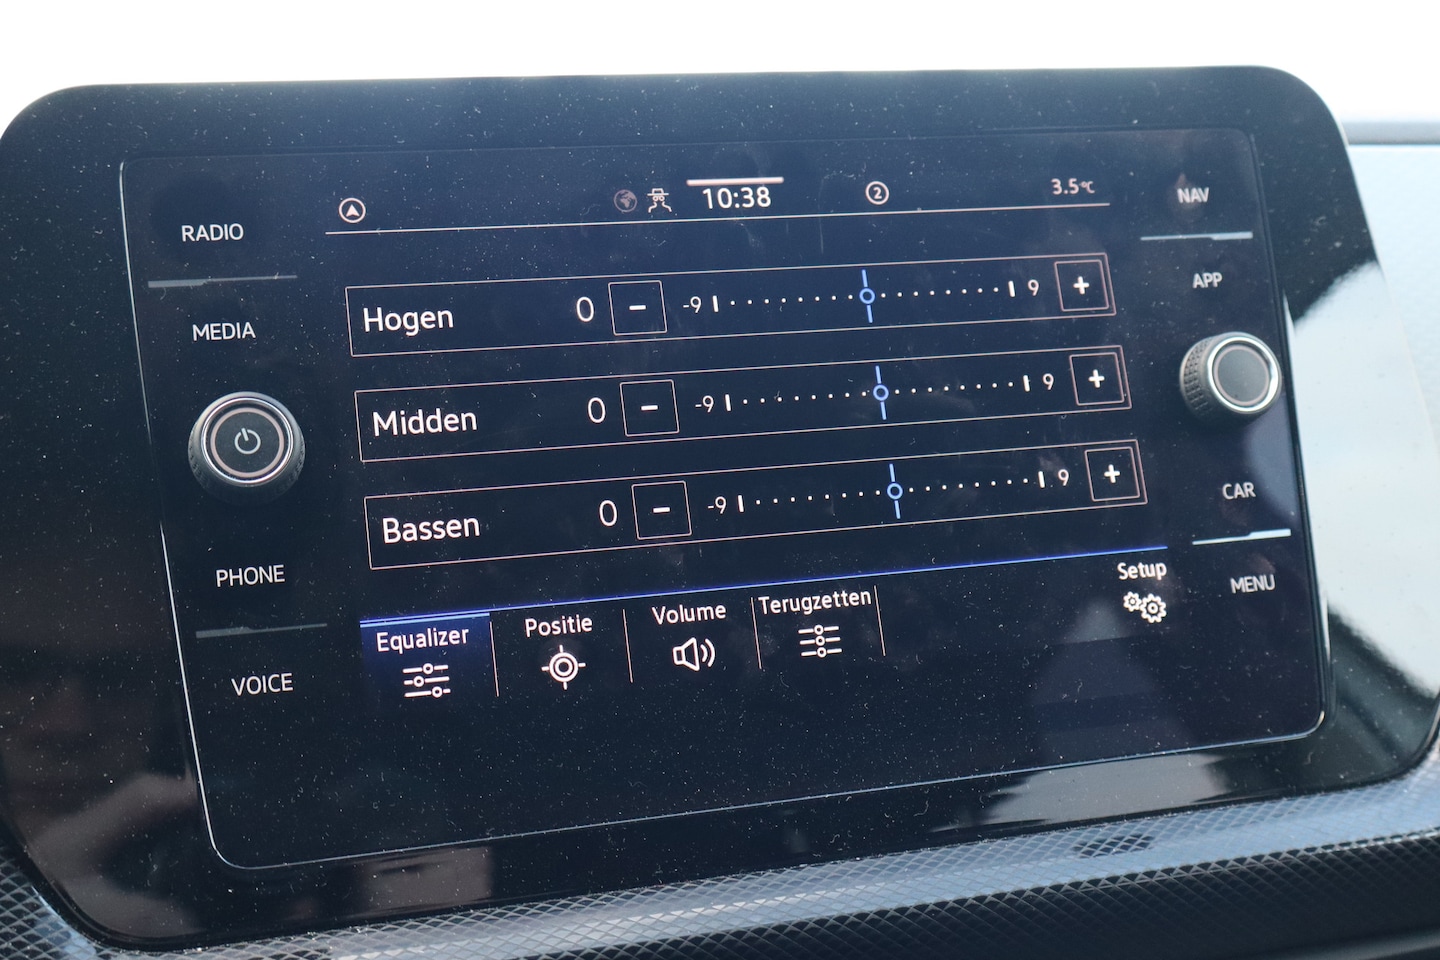 10:38
2
3.5°C
RADIO
MEDIA
PHONE
VOICE
Hogen 0 - -9 9 +
Midden 0 - -9 9 +
Bassen 0 - -9 9 +
Equalizer
Positie
Volume
Terugzetten
Setup
NAV
APP
CAR
MENU